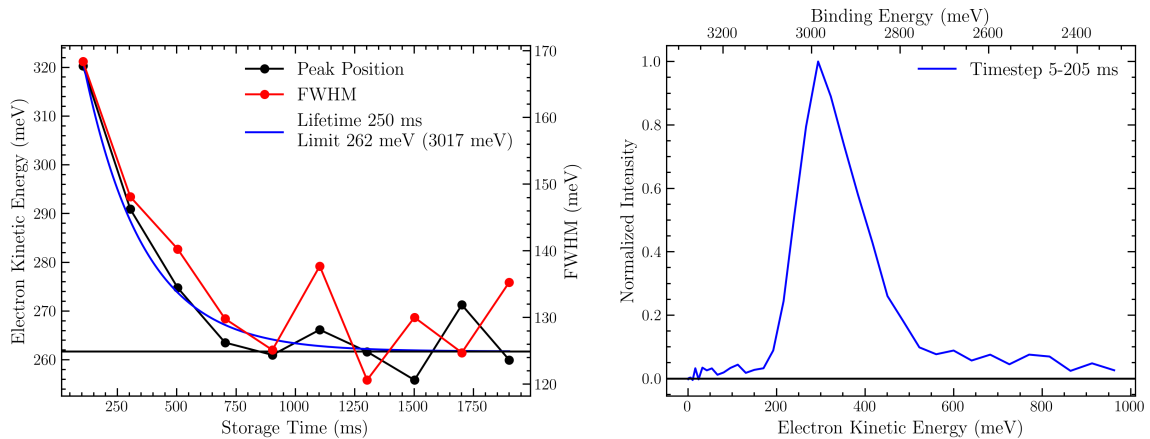 Peak Position
FWHM
Lifetime 250 ms
Limit 262 meV (3017 meV)
Electron Kinetic Energy (meV)
320
310
300
290
280
270
260
170
160
150
140
130
120
FWHM (meV)
250 500 750 1000 1250 1500 1750
Storage Time (ms)
Binding Energy (meV)
3200 3000 2800 2600 2400
Timestep 5-205 ms
Normalized Intensity
1.0
0.8
0.6
0.4
0.2
0.0
0 200 400 600 800 1000
Electron Kinetic Energy (meV)